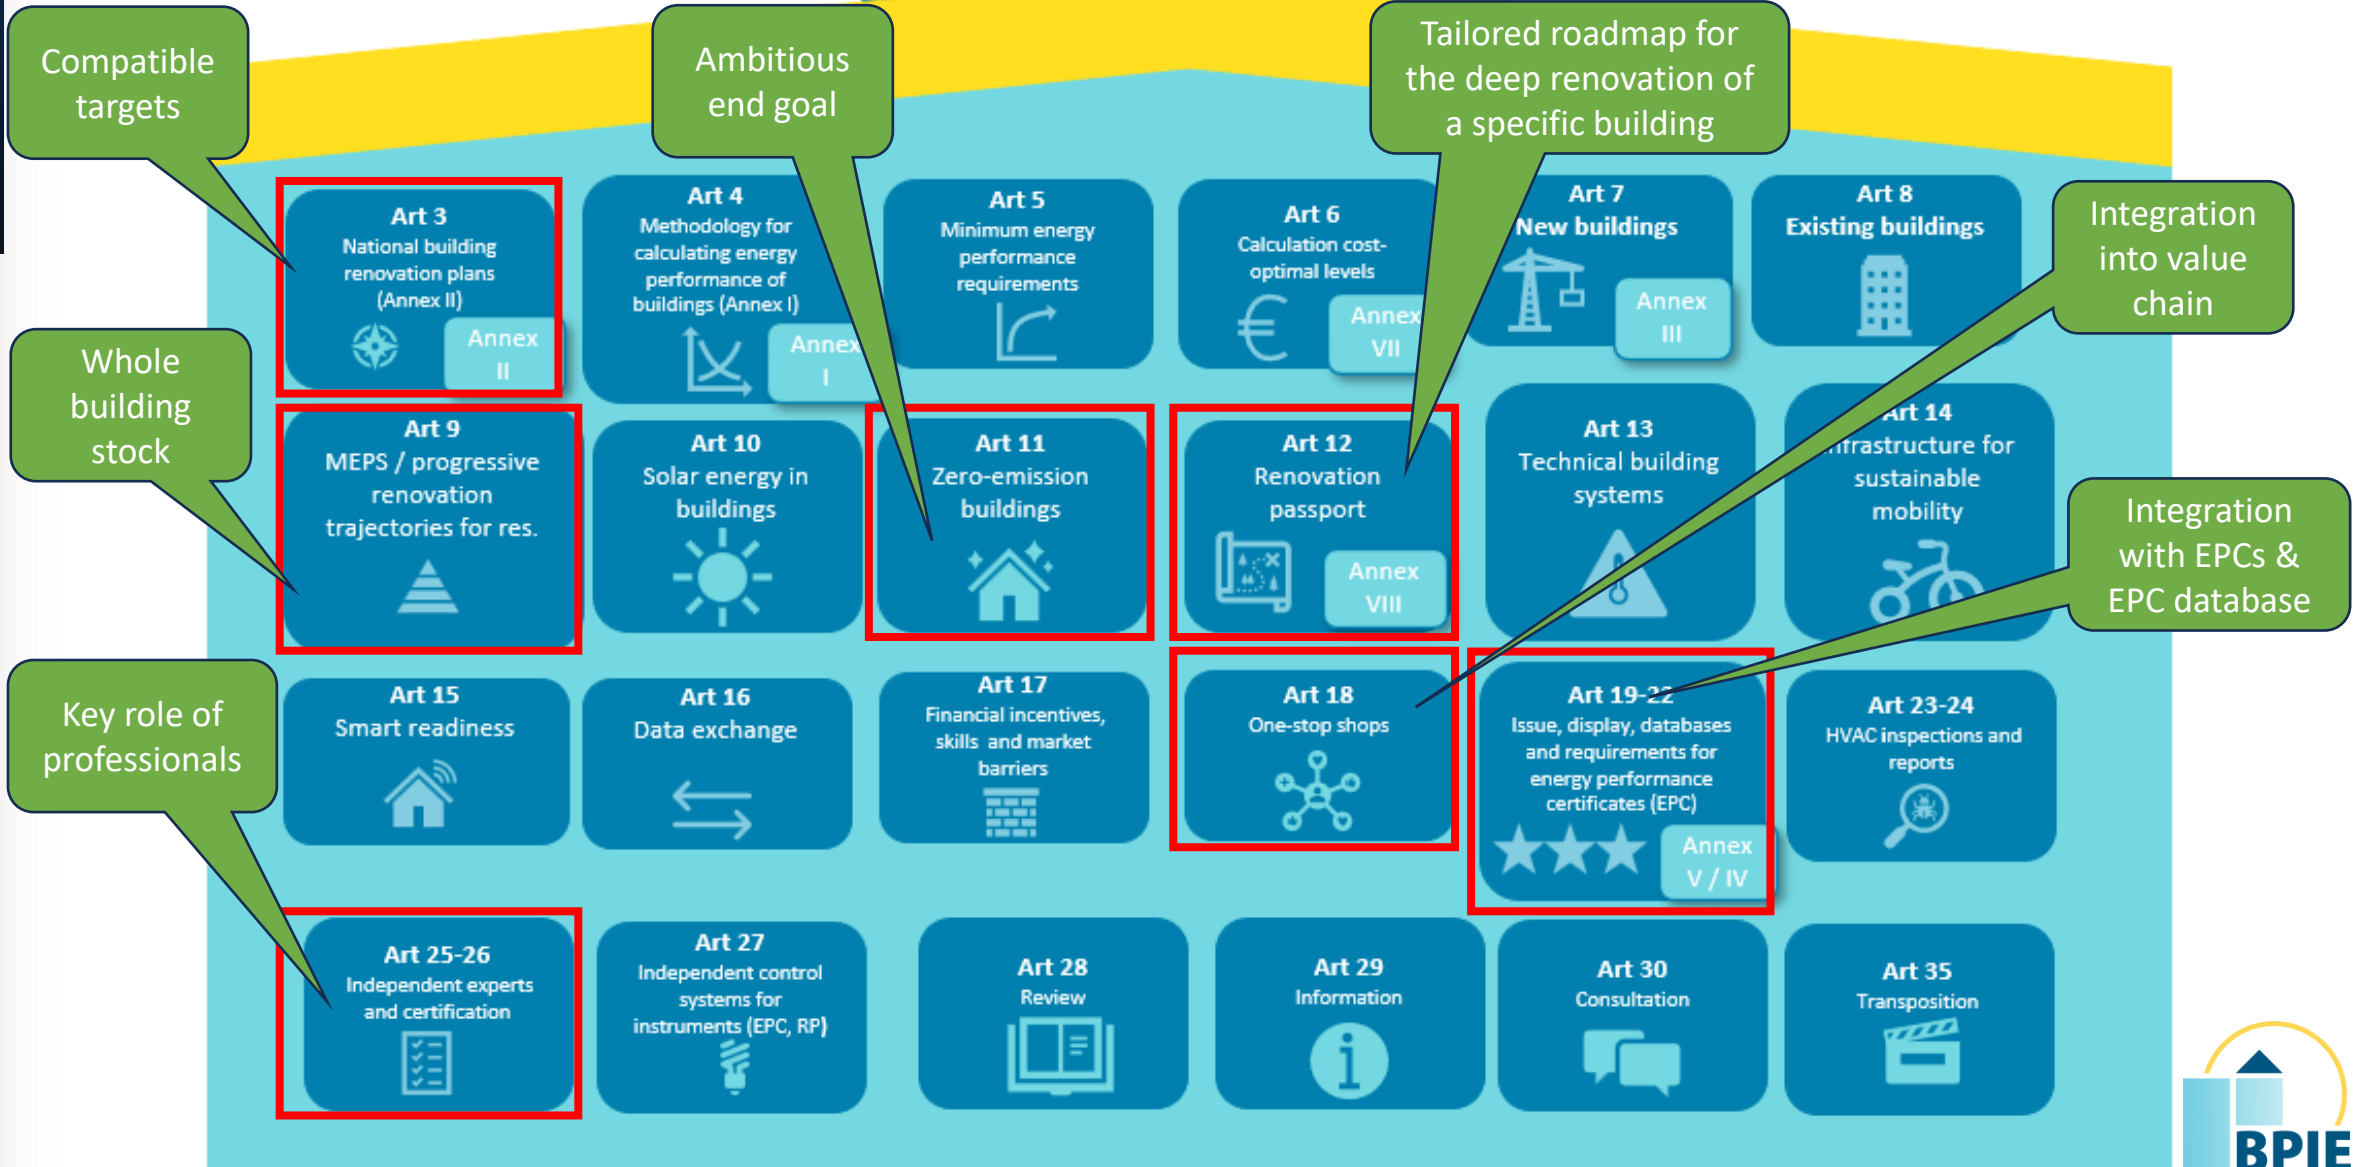 Compatible
targets
Ambitious
end goal
Tailored roadmap for
the deep renovation of
a specific building
Art 3
National building
renovation plans
(Annex II)
Annex
II
Art 4
Methodology for
calculating energy
performance of
buildings (Annex I)
Annex
I
Art 5
Minimum energy
performance
requirements
Art 6
Calculation cost-
optimal levels
Annex
VII
Art 7
New buildings
Annex
III
Art 8
Existing buildings
Integration
into value
chain
Whole
building
stock
Art 9
MEPS / progressive
renovation
trajectories for res.
Art 10
Solar energy in
buildings
Art 11
Zero-emission
buildings
Art 12
Renovation
passport
Annex
VIII
Art 13
Technical building
systems
Art 14
nfrastructure for
sustainable
mobility
Integration
with EPCs &
EPC database
Key role of
professionals
Art 15
Smart readiness
Art 16
Data exchange
Art 17
Financial incentives,
skills and market
barriers
Art 18
One-stop shops
Art 19-22
Issue, display, databases
and requirements for
energy performance
certificates (EPC)
Annex
V / IV
Art 23-24
HVAC inspections and
reports
Art 25-26
Independent experts
and certification
Art 27
Independent control
systems for
instruments (EPC, RP)
Art 28
Review
Art 29
Information
Art 30
Consultation
Art 35
Transposition
BPIE